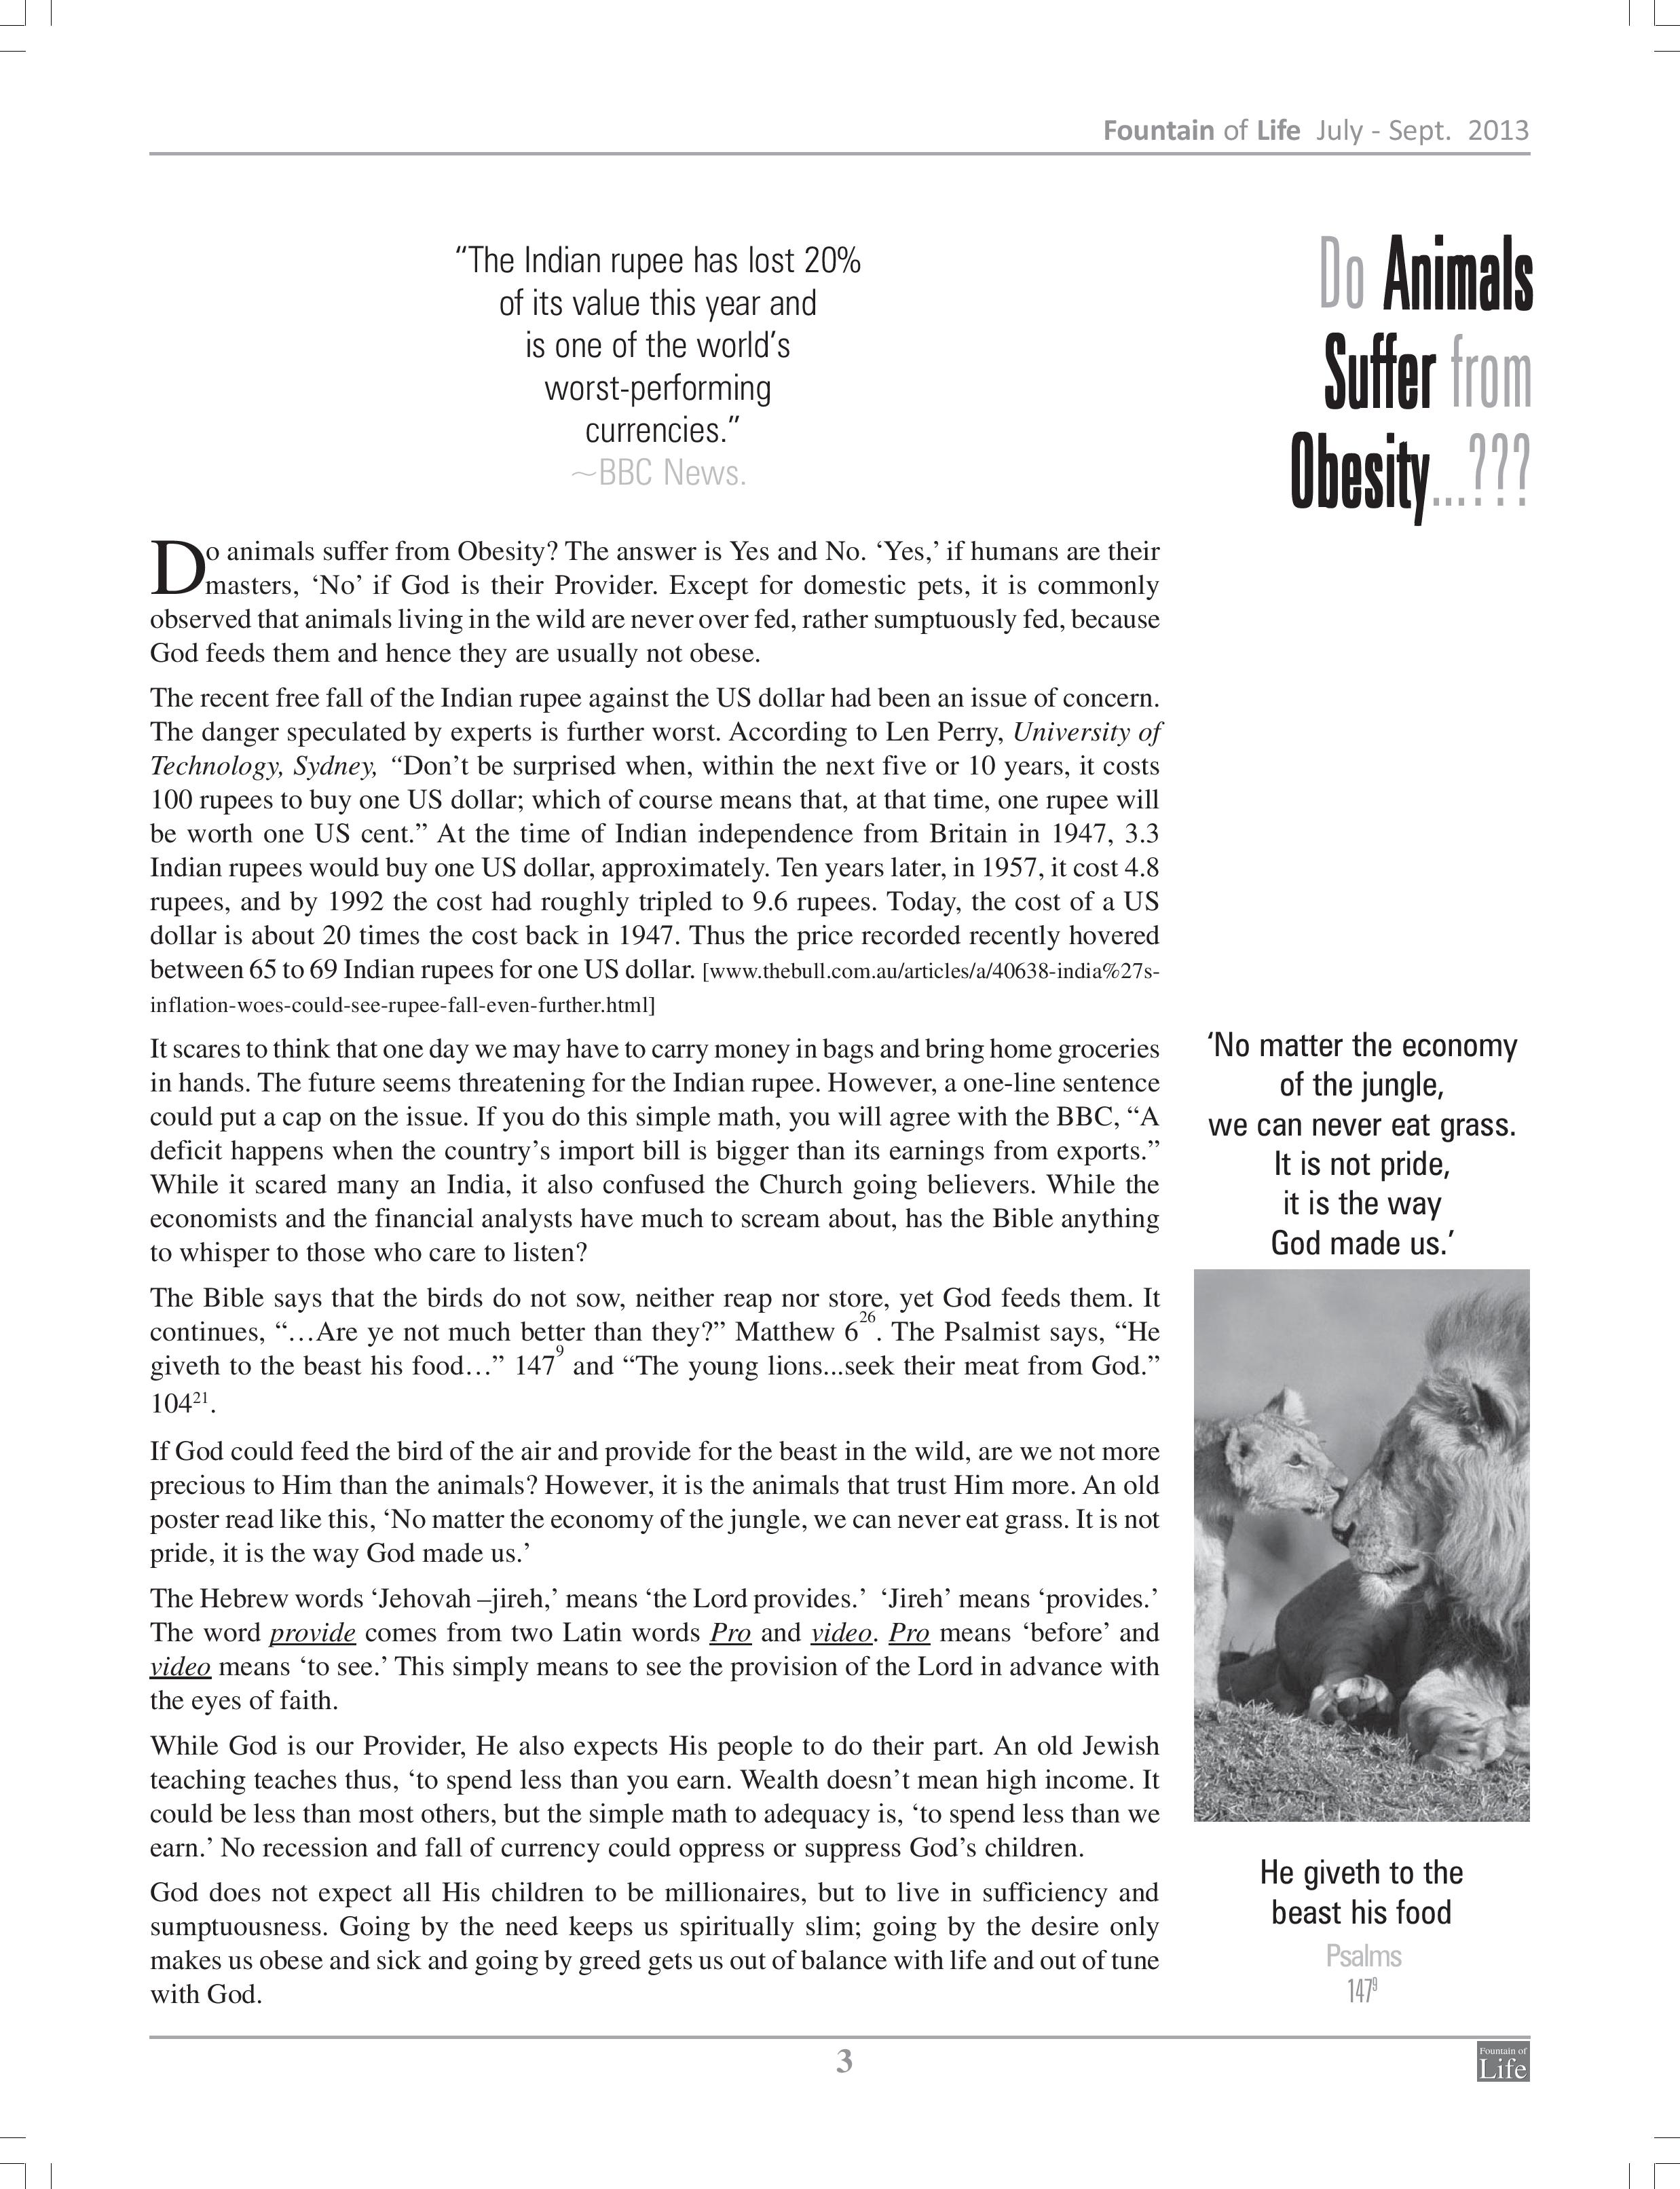 Fountain of Life July - Sept. 2013
Do Animals
Suffer from
Obesity...???
“The Indian rupee has lost 20%
of its value this year and
is one of the world’s
worst-performing
currencies.”
~BBC News.
Do animals suffer from Obesity? The answer is Yes and No. ‘Yes,’ if humans are their
masters, ‘No’ if God is their Provider. Except for domestic pets, it is commonly
observed that animals living in the wild are never over fed, rather sumptuously fed, because
God feeds them and hence they are usually not obese.
The recent free fall of the Indian rupee against the US dollar had been an issue of concern.
The danger speculated by experts is further worst. According to Len Perry, University of
Technology, Sydney, “Don’t be surprised when, within the next five or 10 years, it costs
100 rupees to buy one US dollar; which of course means that, at that time, one rupee will
be worth one US cent.” At the time of Indian independence from Britain in 1947, 3.3
Indian rupees would buy one US dollar, approximately. Ten years later, in 1957, it cost 4.8
rupees, and by 1992 the cost had roughly tripled to 9.6 rupees. Today, the cost of a US
dollar is about 20 times the cost back in 1947. Thus the price recorded recently hovered
between 65 to 69 Indian rupees for one US dollar. [www.thebull.com.au/articles/a/40638-india%27s-
inflation-woes-could-see-rupee-fall-even-further.html]
It scares to think that one day we may have to carry money in bags and bring home groceries
in hands. The future seems threatening for the Indian rupee. However, a one-line sentence
could put a cap on the issue. If you do this simple math, you will agree with the BBC, “A
deficit happens when the country’s import bill is bigger than its earnings from exports.”
While it scared many an India, it also confused the Church going believers. While the
economists and the financial analysts have much to scream about, has the Bible anything
to whisper to those who care to listen?
The Bible says that the birds do not sow, neither reap nor store, yet God feeds them. It
continues, “…Are ye not much better than they?” Matthew 6²⁶. The Psalmist says, “He
giveth to the beast his food…” 147⁹ and “The young lions...seek their meat from God.”
104²¹.
If God could feed the bird of the air and provide for the beast in the wild, are we not more
precious to Him than the animals? However, it is the animals that trust Him more. An old
poster read like this, ‘No matter the economy of the jungle, we can never eat grass. It is not
pride, it is the way God made us.’
The Hebrew words ‘Jehovah –jireh,’ means ‘the Lord provides.’ ‘Jireh’ means ‘provides.’
The word provide comes from two Latin words Pro and video. Pro means ‘before’ and
video means ‘to see.’ This simply means to see the provision of the Lord in advance with
the eyes of faith.
While God is our Provider, He also expects His people to do their part. An old Jewish
teaching teaches thus, ‘to spend less than you earn. Wealth doesn’t mean high income. It
could be less than most others, but the simple math to adequacy is, ‘to spend less than we
earn.’ No recession and fall of currency could oppress or suppress God’s children.
God does not expect all His children to be millionaires, but to live in sufficiency and
sumptuousness. Going by the need keeps us spiritually slim; going by the desire only
makes us obese and sick and going by greed gets us out of balance with life and out of tune
with God.
‘No matter the economy
of the jungle,
we can never eat grass.
It is not pride,
it is the way
God made us.’
He giveth to the
beast his food
Psalms
147⁹
3
Fountain of
Life